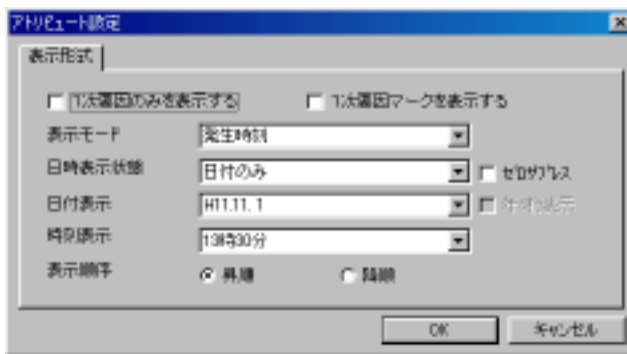 アトリビュート設定
表示形式
1次要因のみを表示する
1次要因マークを表示する
表示モード
発生時刻
日時表示状態
日付のみ
ゼロサプレス
日付表示
H11.11. 1
時刻表示
13時30分
表示順序
昇順
降順
OK
キャンセル